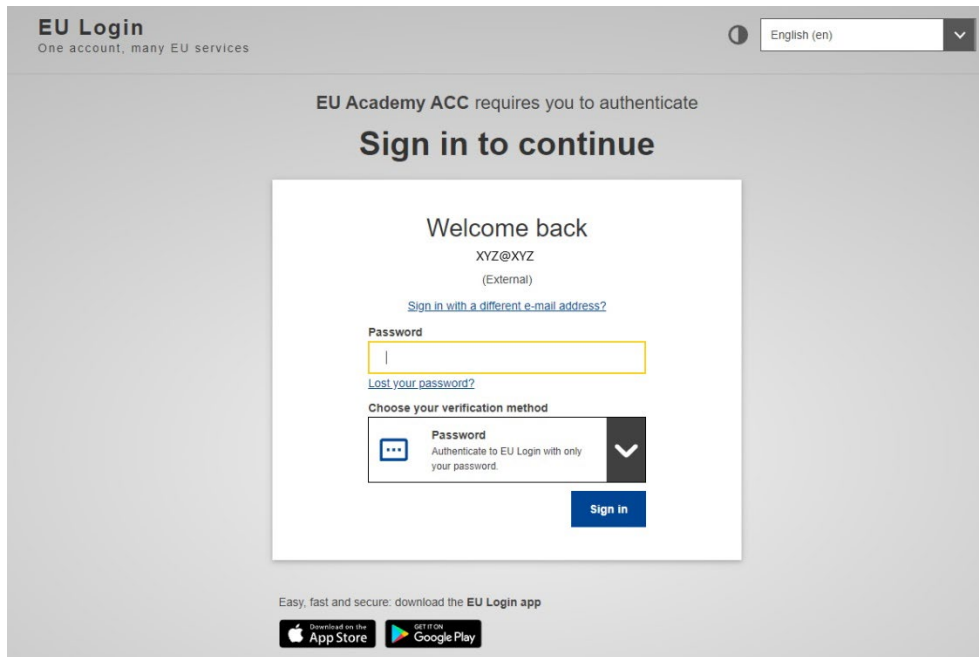 EU Login
One account, many EU services
English (en)
EU Academy ACC requires you to authenticate
Sign in to continue
Welcome back
XYZ@XYZ
(External)
Sign in with a different e-mail address?
Password
Lost your password?
Choose your verification method
Password
Authenticate to EU Login with only
your password.
Sign in
Easy, fast and secure: download the EU Login app
Download on the
App Store
GET IT ON
Google Play